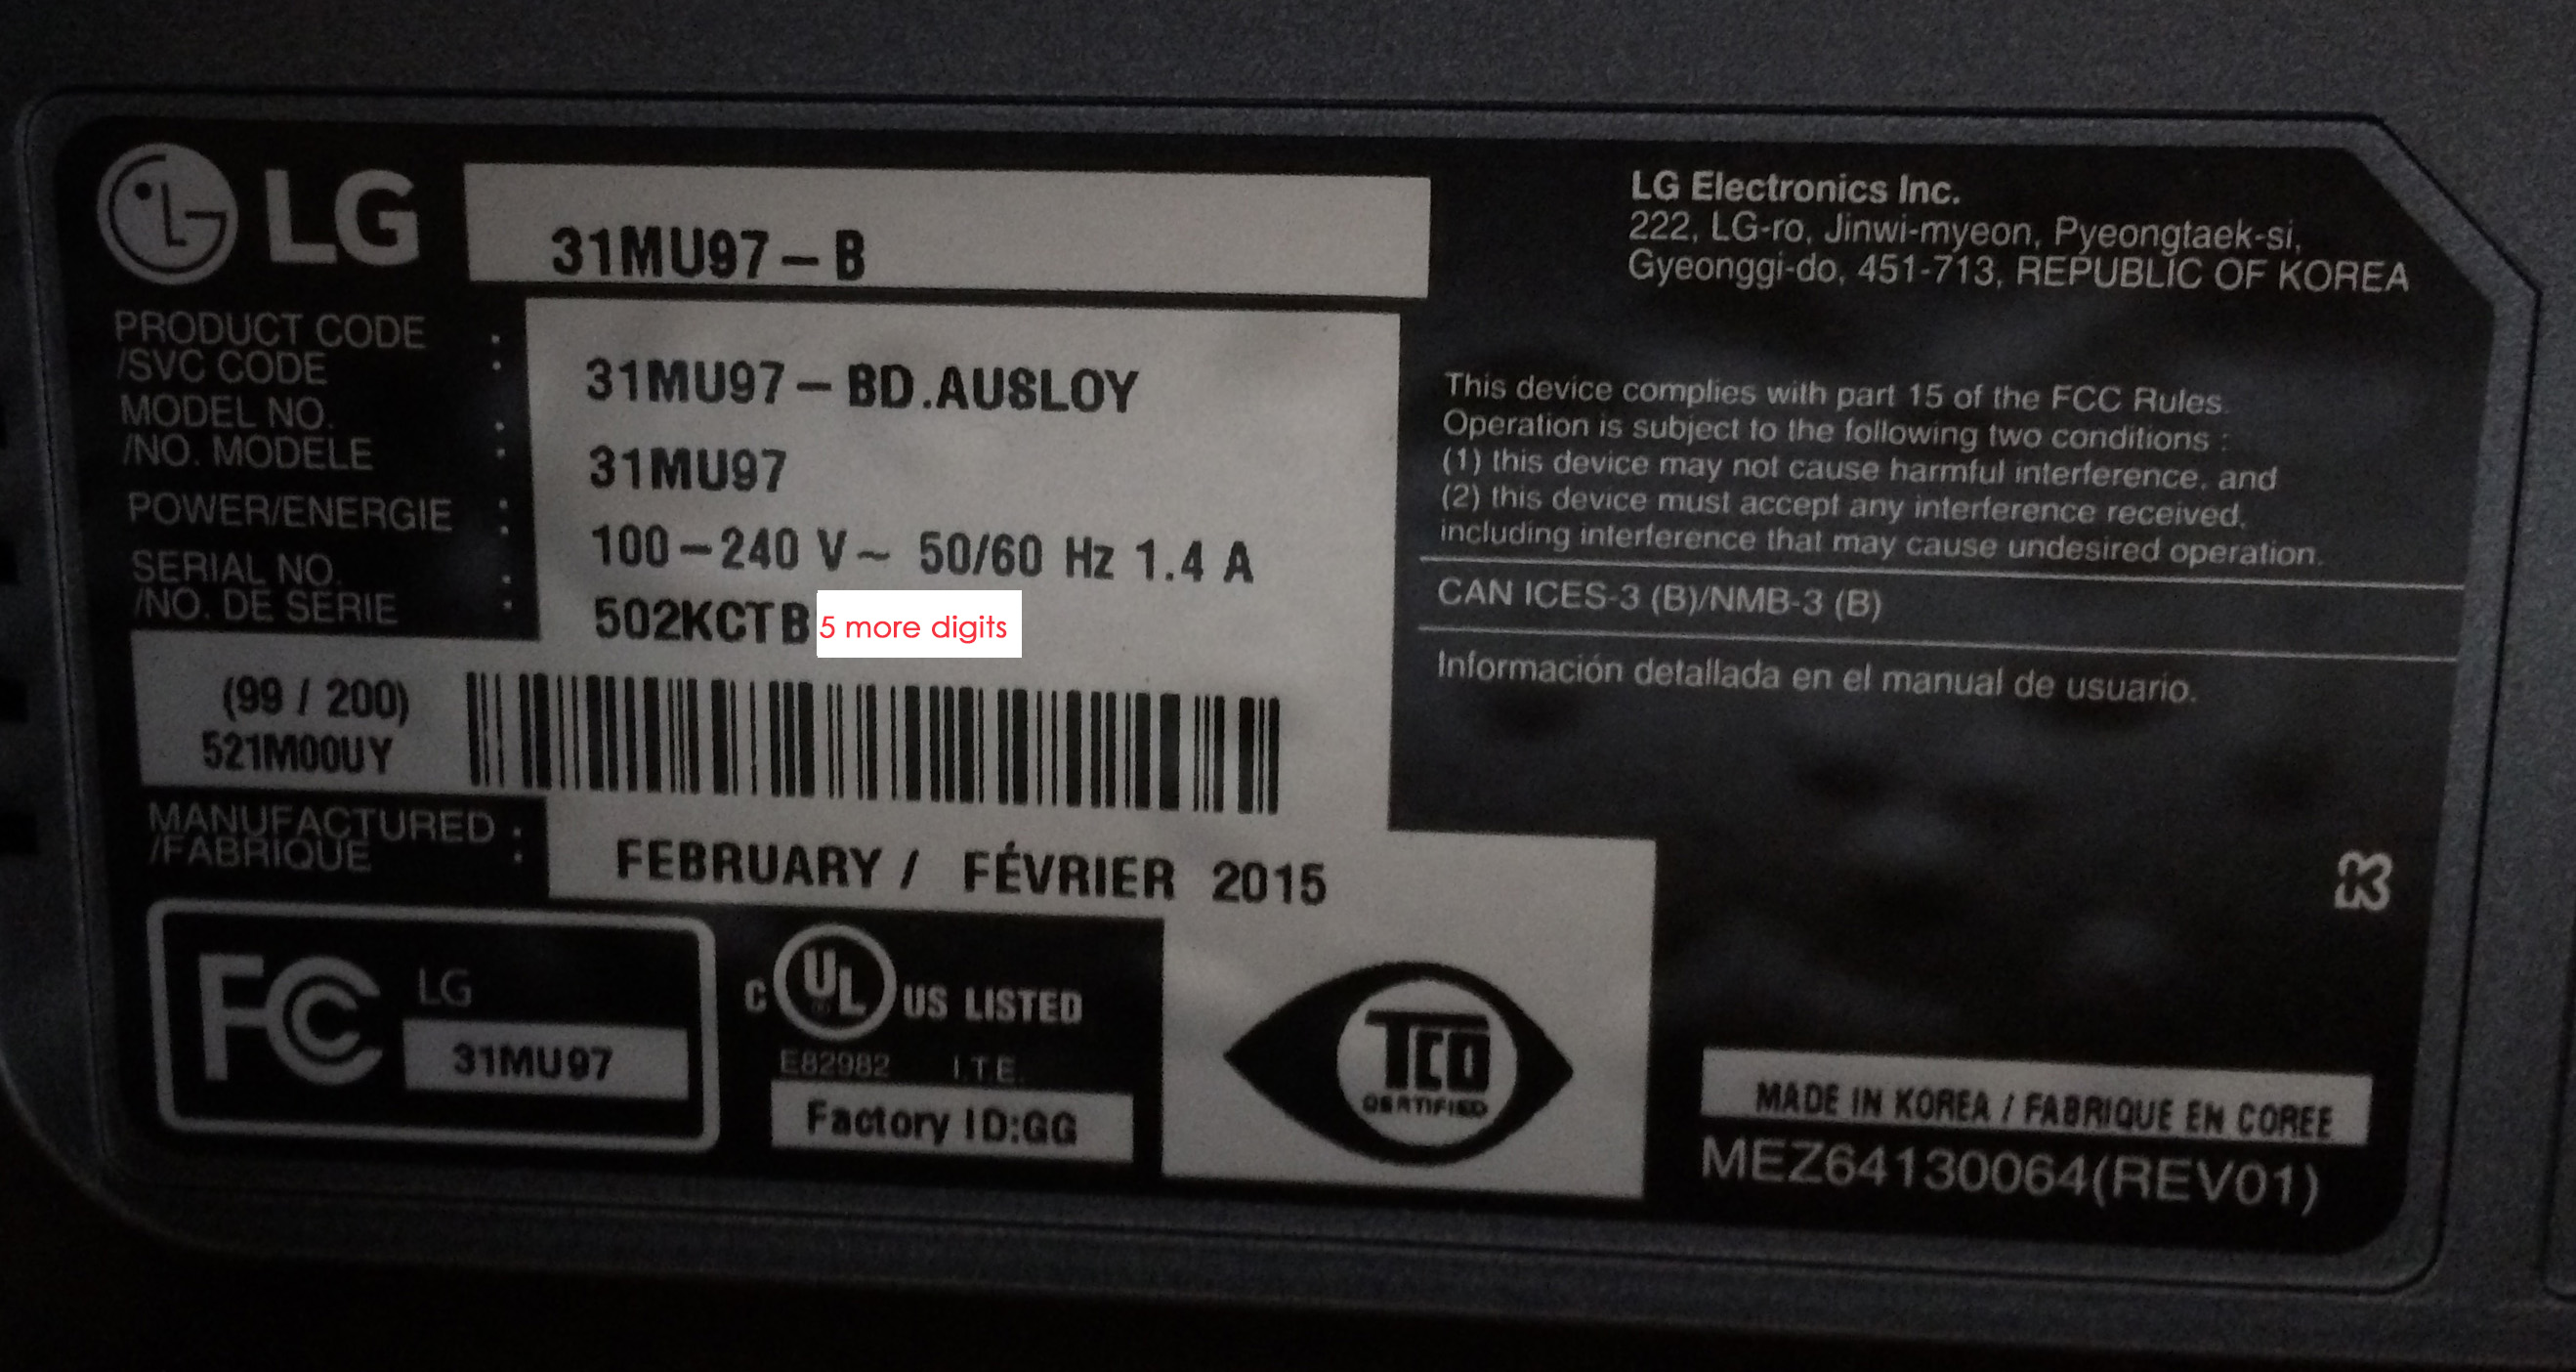 LG
31MU97-B
PRODUCT CODE
/SVC CODE :
31MU97-BD.AUSLOY
MODEL NO.
/NO. MODELE :
31MU97
POWER/ENERGIE :
100-240 V~ 50/60 Hz 1.4 A
SERIAL NO.
/NO. DE SERIE :
502KCTB 5 more digits
(99 / 200)
521M00UY
MANUFACTURED
/FABRIQUE :
FEBRUARY / FÉVRIER 2015
FC LG
31MU97
C UL US LISTED
E82982 I.T.E.
Factory ID:GG
TCO
CERTIFIED
LG Electronics Inc.
222, LG-ro, Jinwi-myeon, Pyeongtaek-si,
Gyeonggi-do, 451-713, REPUBLIC OF KOREA
This device complies with part 15 of the FCC Rules.
Operation is subject to the following two conditions :
(1) this device may not cause harmful interference, and
(2) this device must accept any interference received,
including interference that may cause undesired operation.
CAN ICES-3 (B)/NMB-3 (B)
Información detallada en el manual de usuario.
MADE IN KOREA / FABRIQUE EN COREE
MEZ64130064(REV01)